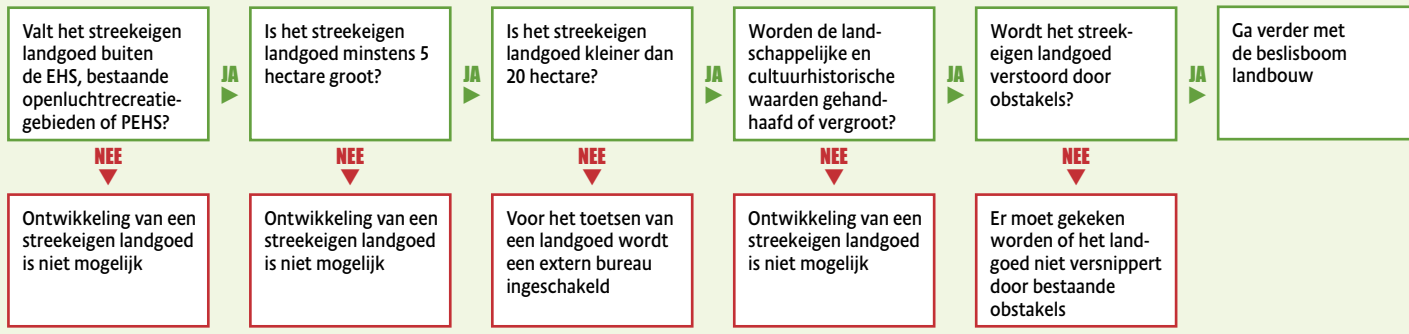 Valt het streekeigen
landgoed buiten
de EHS, bestaande
openluchtrecreatie-
gebieden of PEHS?
JA
Is het streekeigen
landgoed minstens 5
hectare groot?
JA
Is het streekeigen
landgoed kleiner dan
20 hectare?
JA
Worden de land-
schappelijke en
cultuurhistorische
waarden gehand-
haafd of vergroot?
JA
Wordt het streek-
eigen landgoed
verstoord door
obstakels?
JA
Ga verder met
de beslisboom
landbouw
NEE
NEE
NEE
NEE
NEE
Ontwikkeling van een
streekeigen landgoed
is niet mogelijk
Ontwikkeling van een
streekeigen landgoed
is niet mogelijk
Voor het toetsen van
een landgoed wordt
een extern bureau
ingeschakeld
Ontwikkeling van een
streekeigen landgoed
is niet mogelijk
Er moet gekeken
worden of het land-
goed niet versnippert
door bestaande
obstakels